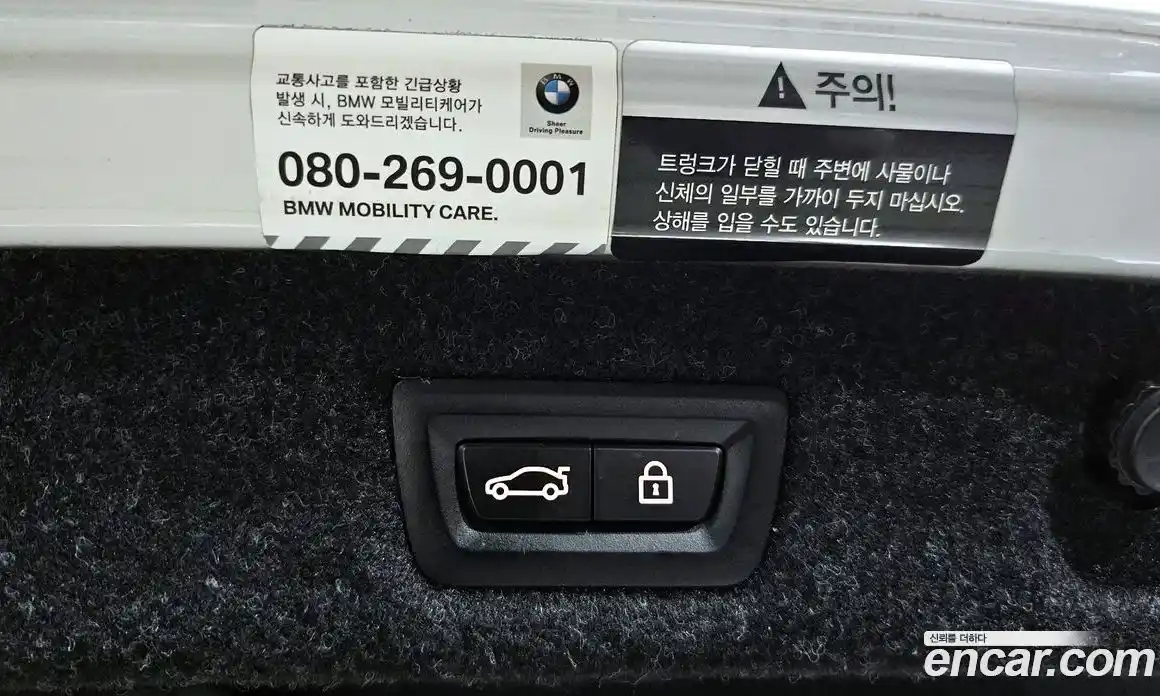 교통사고를 포함한 긴급상황
발생 시, BMW 모빌리티케어가
신속하게 도와드리겠습니다.
BMW
Sheer
Driving Pleasure
080-269-0001
BMW MOBILITY CARE.
주의!
트렁크가 닫힐 때 주변에 사물이나
신체의 일부를 가까이 두지 마십시오.
상해를 입을 수도 있습니다.
신뢰를 더하다
encar.com